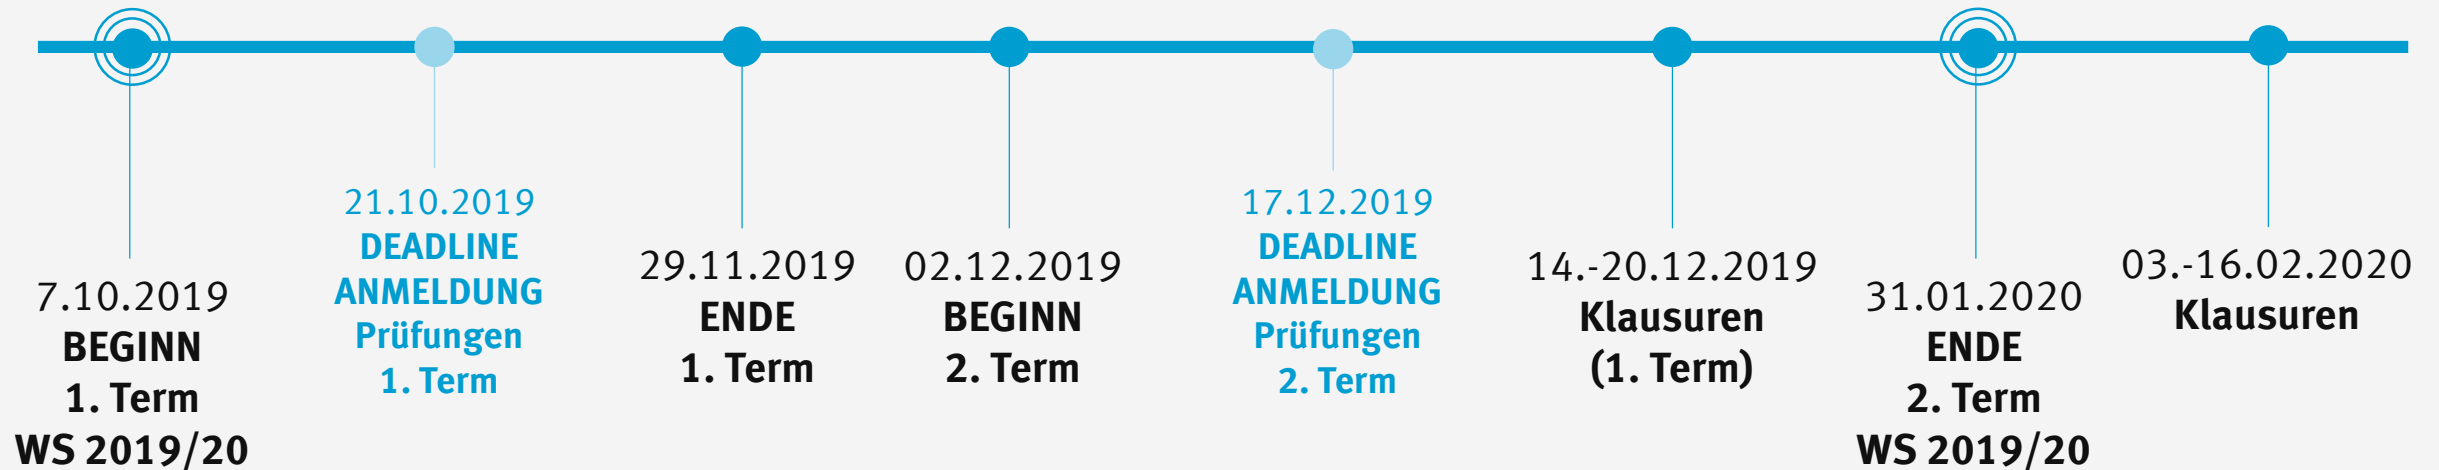 7.10.2019
BEGINN
1. Term
WS 2019/20
21.10.2019
DEADLINE
ANMELDUNG
Prüfungen
1. Term
29.11.2019
ENDE
1. Term
02.12.2019
BEGINN
2. Term
17.12.2019
DEADLINE
ANMELDUNG
Prüfungen
2. Term
14.-20.12.2019
Klausuren
(1. Term)
31.01.2020
ENDE
2. Term
WS 2019/20
03.-16.02.2020
Klausuren